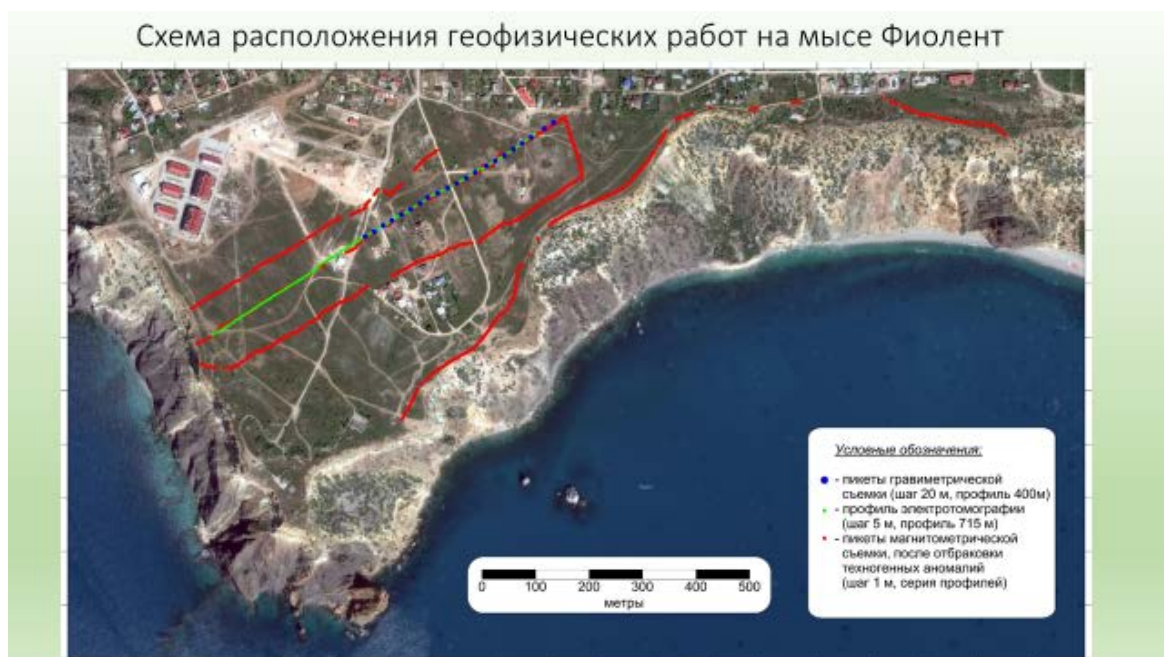 Схема расположения геофизических работ на мысе Фиолент
Условные обозначения:
- пикеты гравиметрической
съемки (шаг 20 м, профиль 400м)
- профиль электротомографии
(шаг 5 м, профиль 715 м)
- пикеты магнитометрической
съемки, после отбраковки
техногенных аномалий
(шаг 1 м, серия профилей)
0 100 200 300 400 500
метры